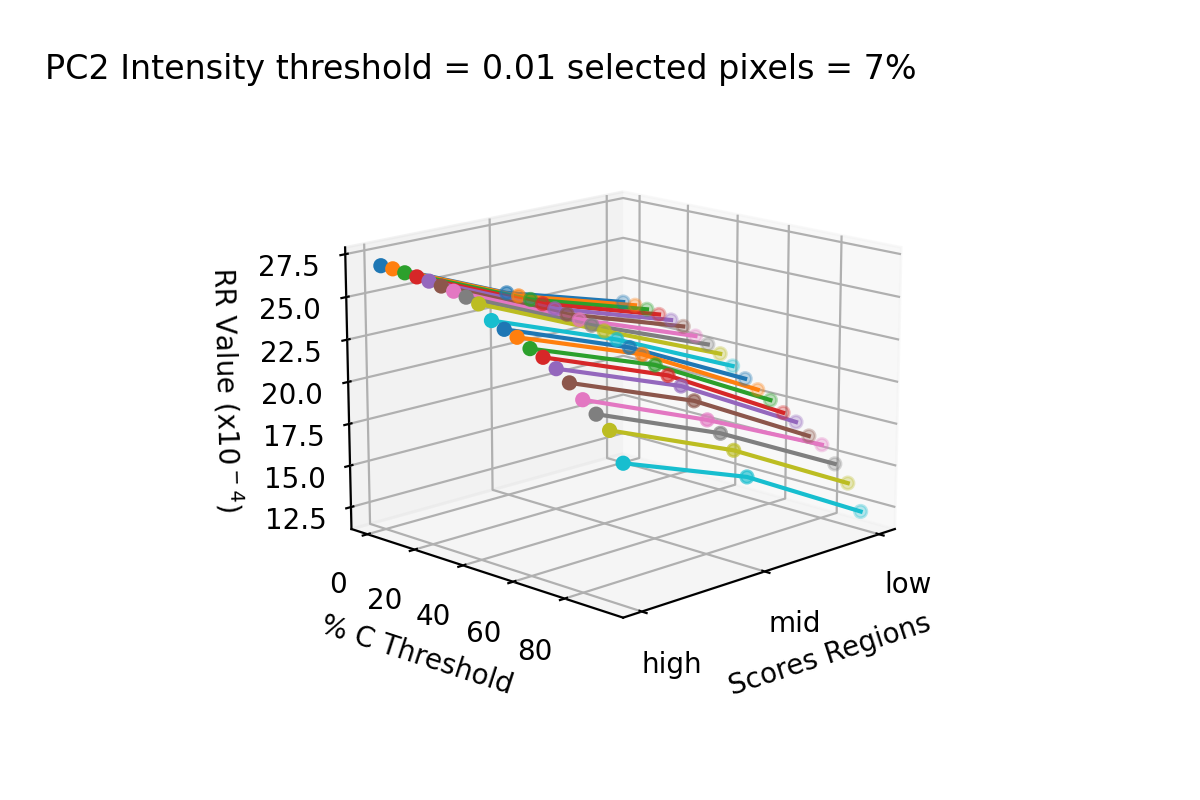 PC2 Intensity threshold = 0.01 selected pixels = 7%
RR Value (x10⁻⁴)
27.5
25.0
22.5
20.0
17.5
15.0
12.5
0
20
40
60
80
% C Threshold
high
mid
low
Scores Regions